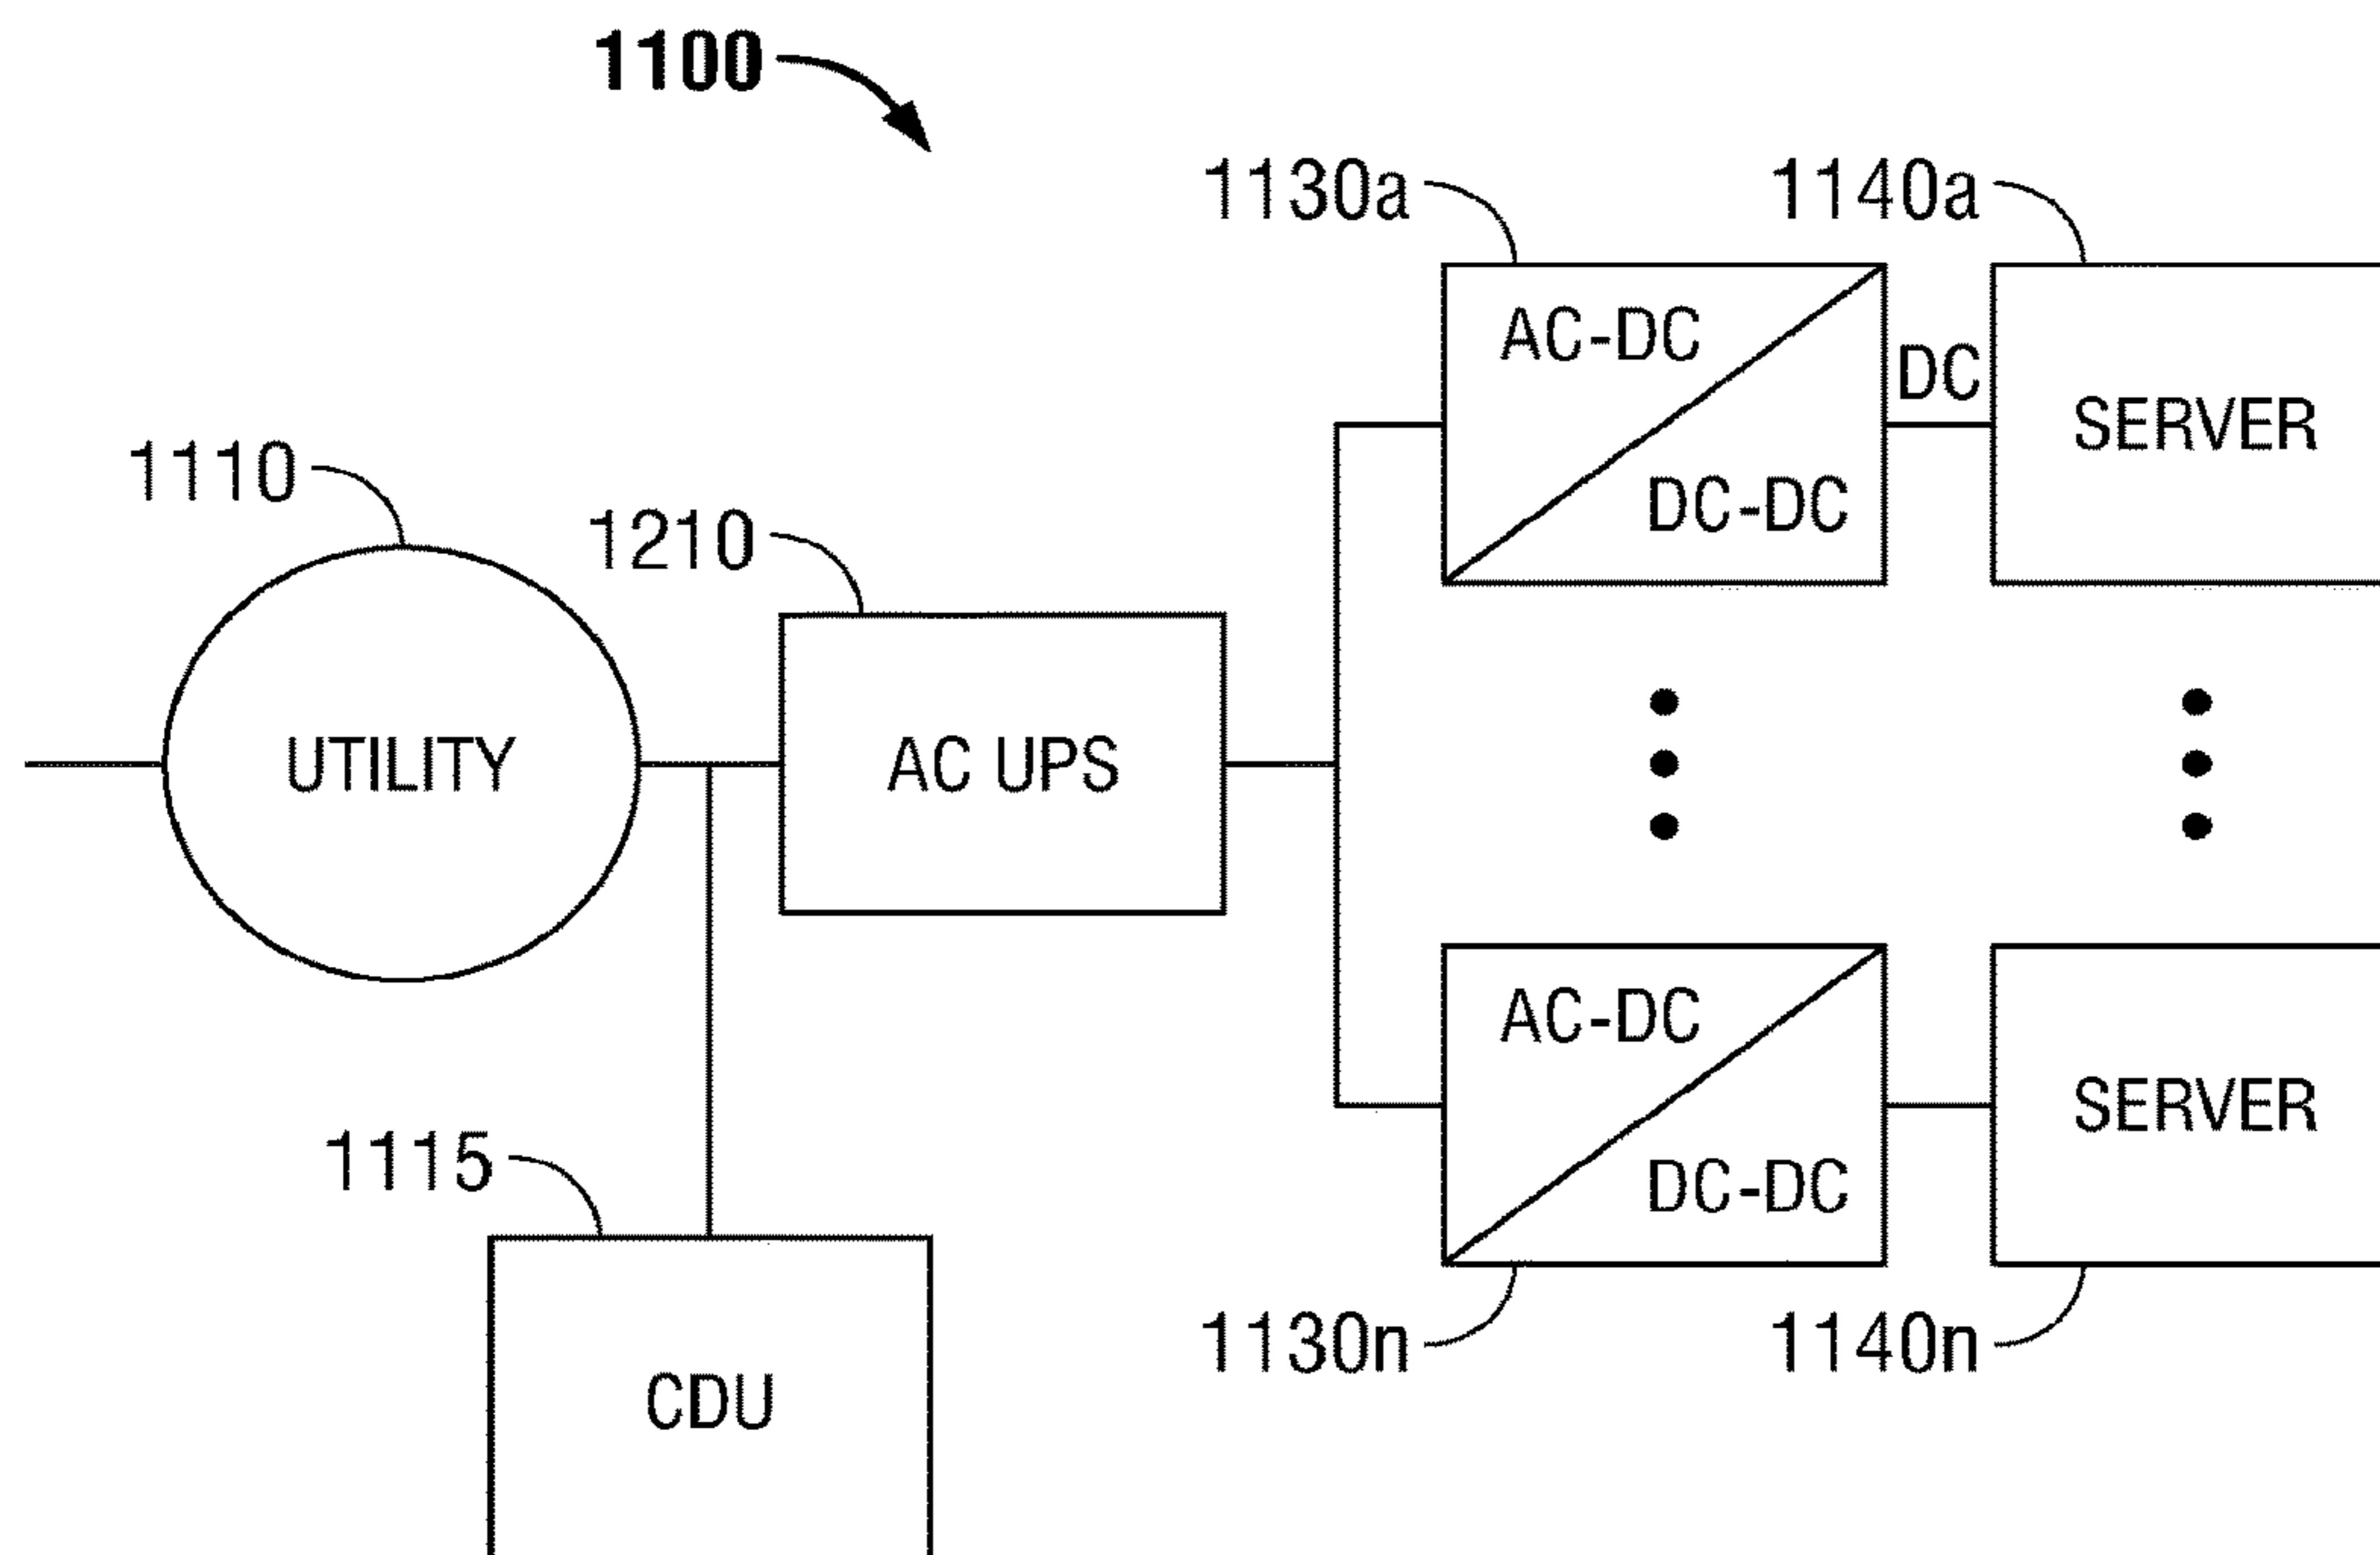 1100
1130a
1140a
AC-DC
DC-DC
DC
SERVER
1110
UTILITY
1210
AC UPS
AC-DC
DC-DC
SERVER
1115
CDU
1130n
1140n